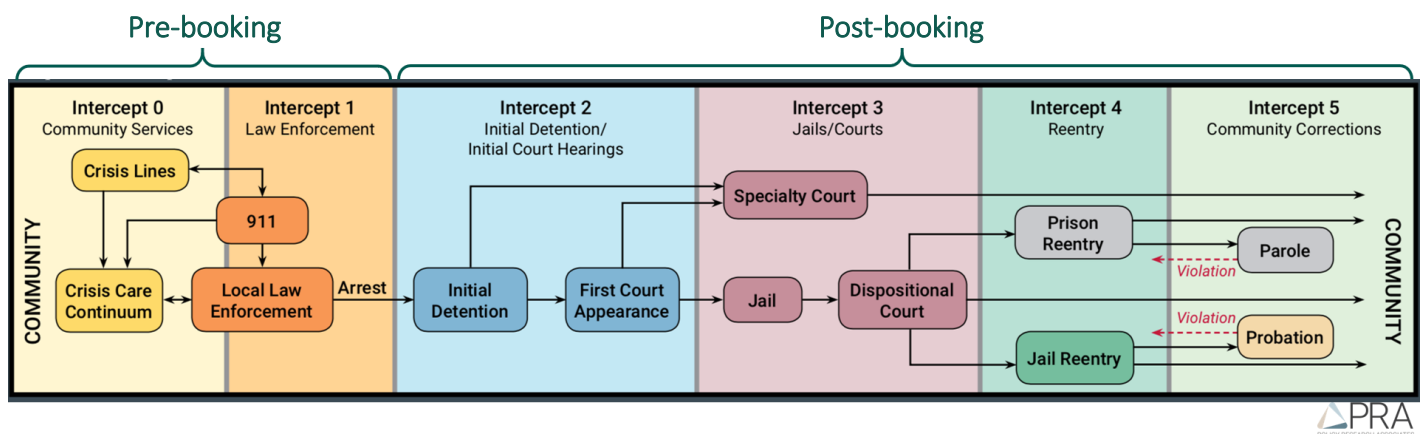 Pre-booking
Post-booking
Intercept 0
Community Services
Intercept 1
Law Enforcement
Intercept 2
Initial Detention/
Initial Court Hearings
Intercept 3
Jails/Courts
Intercept 4
Reentry
Intercept 5
Community Corrections
COMMUNITY
Crisis Lines
911
Crisis Care
Continuum
Local Law
Enforcement
Arrest
Initial
Detention
First Court
Appearance
Specialty Court
Jail
Dispositional
Court
Prison
Reentry
Parole
Violation
Violation
Probation
Jail Reentry
COMMUNITY
PRA